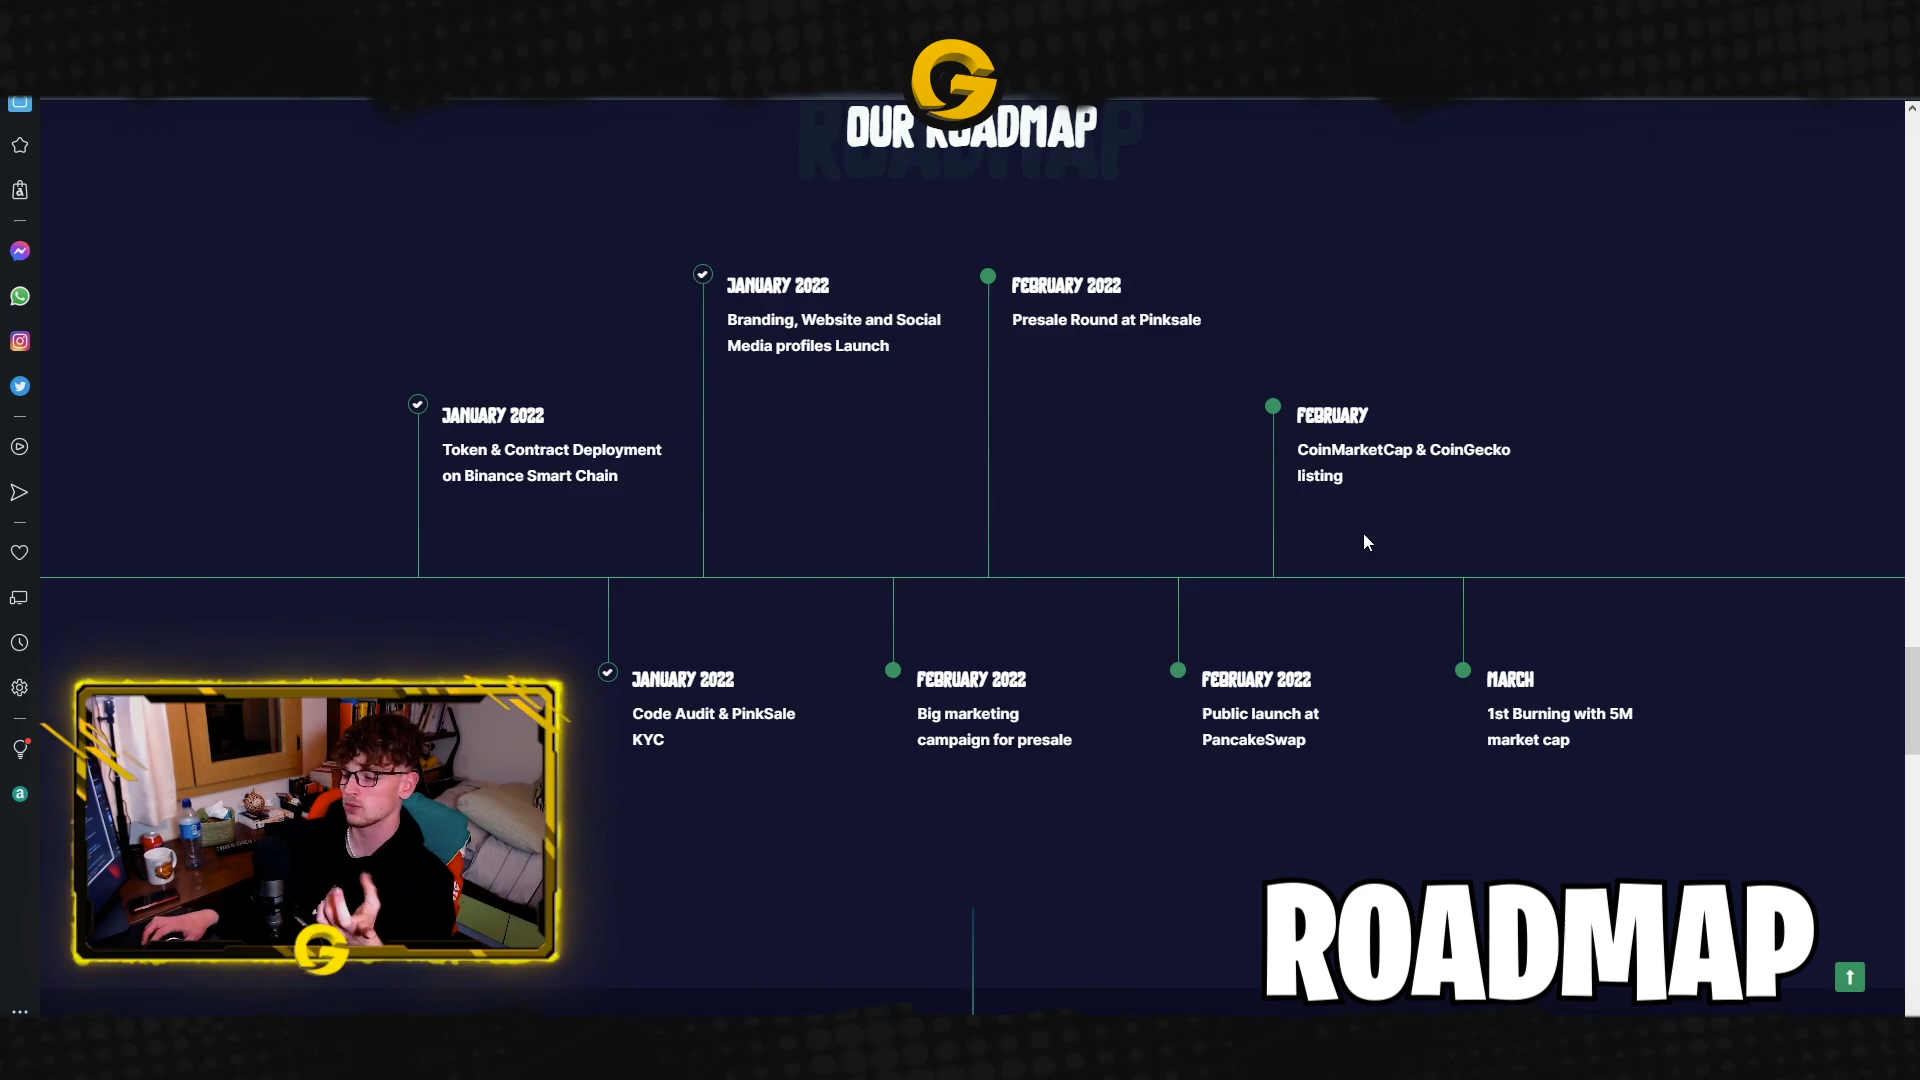 G
OUR ROADMAP
ROADMAP
JANUARY 2022
Branding, Website and Social
Media profiles Launch
FEBRUARY 2022
Presale Round at Pinksale
JANUARY 2022
Token & Contract Deployment
on Binance Smart Chain
FEBRUARY
CoinMarketCap & CoinGecko
listing
JANUARY 2022
Code Audit & PinkSale
KYC
FEBRUARY 2022
Big marketing
campaign for presale
FEBRUARY 2022
Public launch at
PancakeSwap
MARCH
1st Burning with 5M
market cap
G
ROADMAP